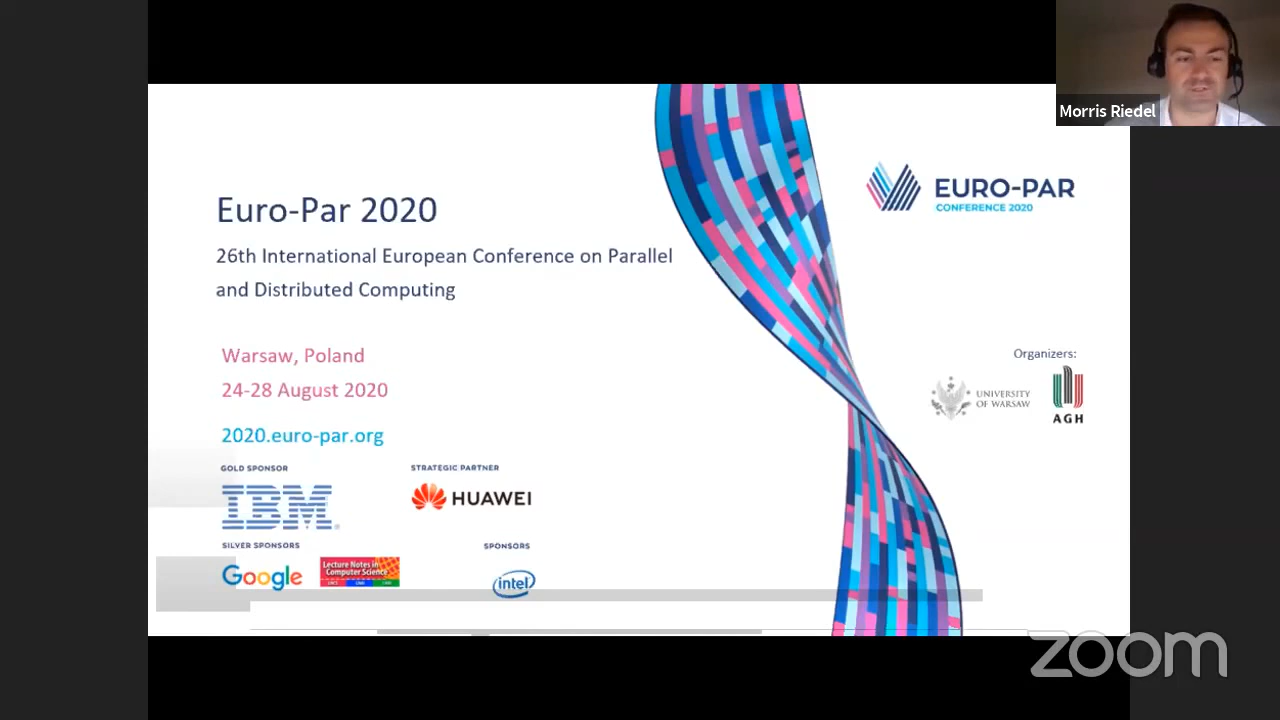 Morris Riedel
EURO-PAR
CONFERENCE 2020
Euro-Par 2020
26th International European Conference on Parallel
and Distributed Computing
Warsaw, Poland
24-28 August 2020
2020.euro-par.org
Organizers:
UNIVERSITY
OF WARSAW
AGH
GOLD SPONSOR
IBM
STRATEGIC PARTNER
HUAWEI
SILVER SPONSORS
Google
Lecture Notes in
Computer Science
SPONSORS
intel
zoom